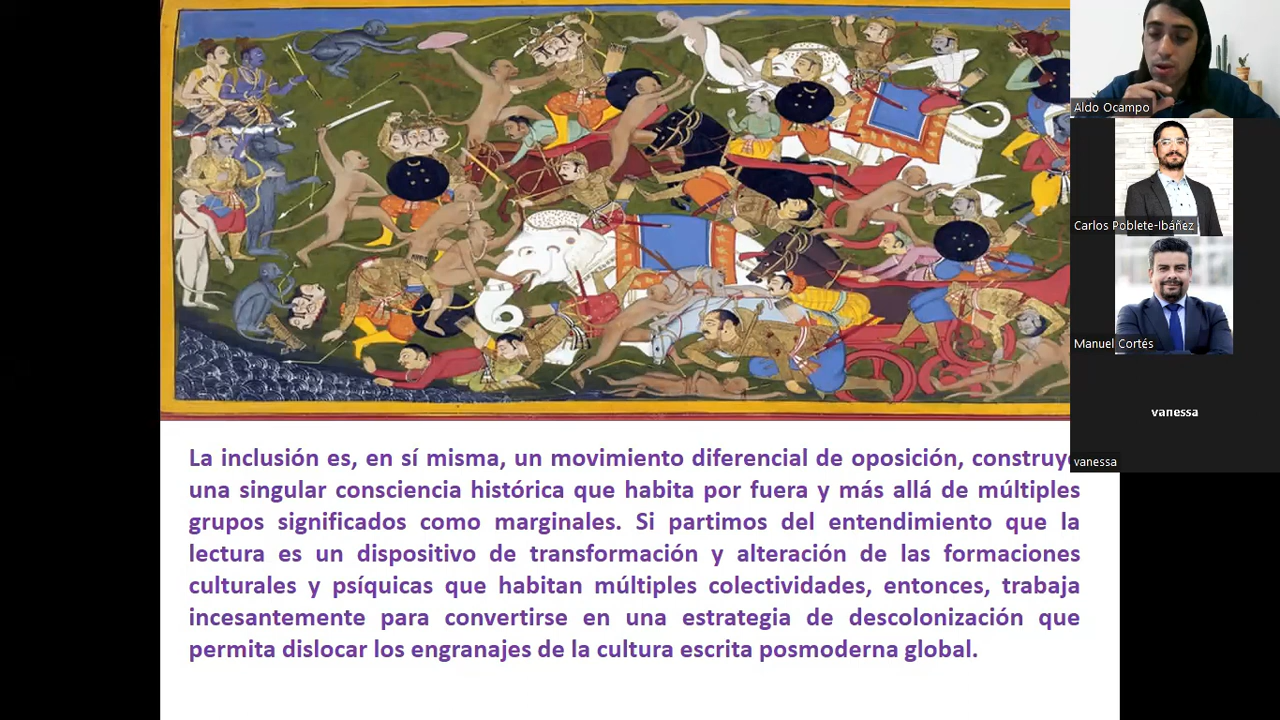 Aldo Ocampo
Carlos Poblete-Ibáñez
Manuel Cortés
vanessa
vanessa
La inclusión es, en sí misma, un movimiento diferencial de oposición, construye
una singular consciencia histórica que habita por fuera y más allá de múltiples
grupos significados como marginales. Si partimos del entendimiento que la
lectura es un dispositivo de transformación y alteración de las formaciones
culturales y psíquicas que habitan múltiples colectividades, entonces, trabaja
incesantemente para convertirse en una estrategia de descolonización que
permita dislocar los engranajes de la cultura escrita posmoderna global.